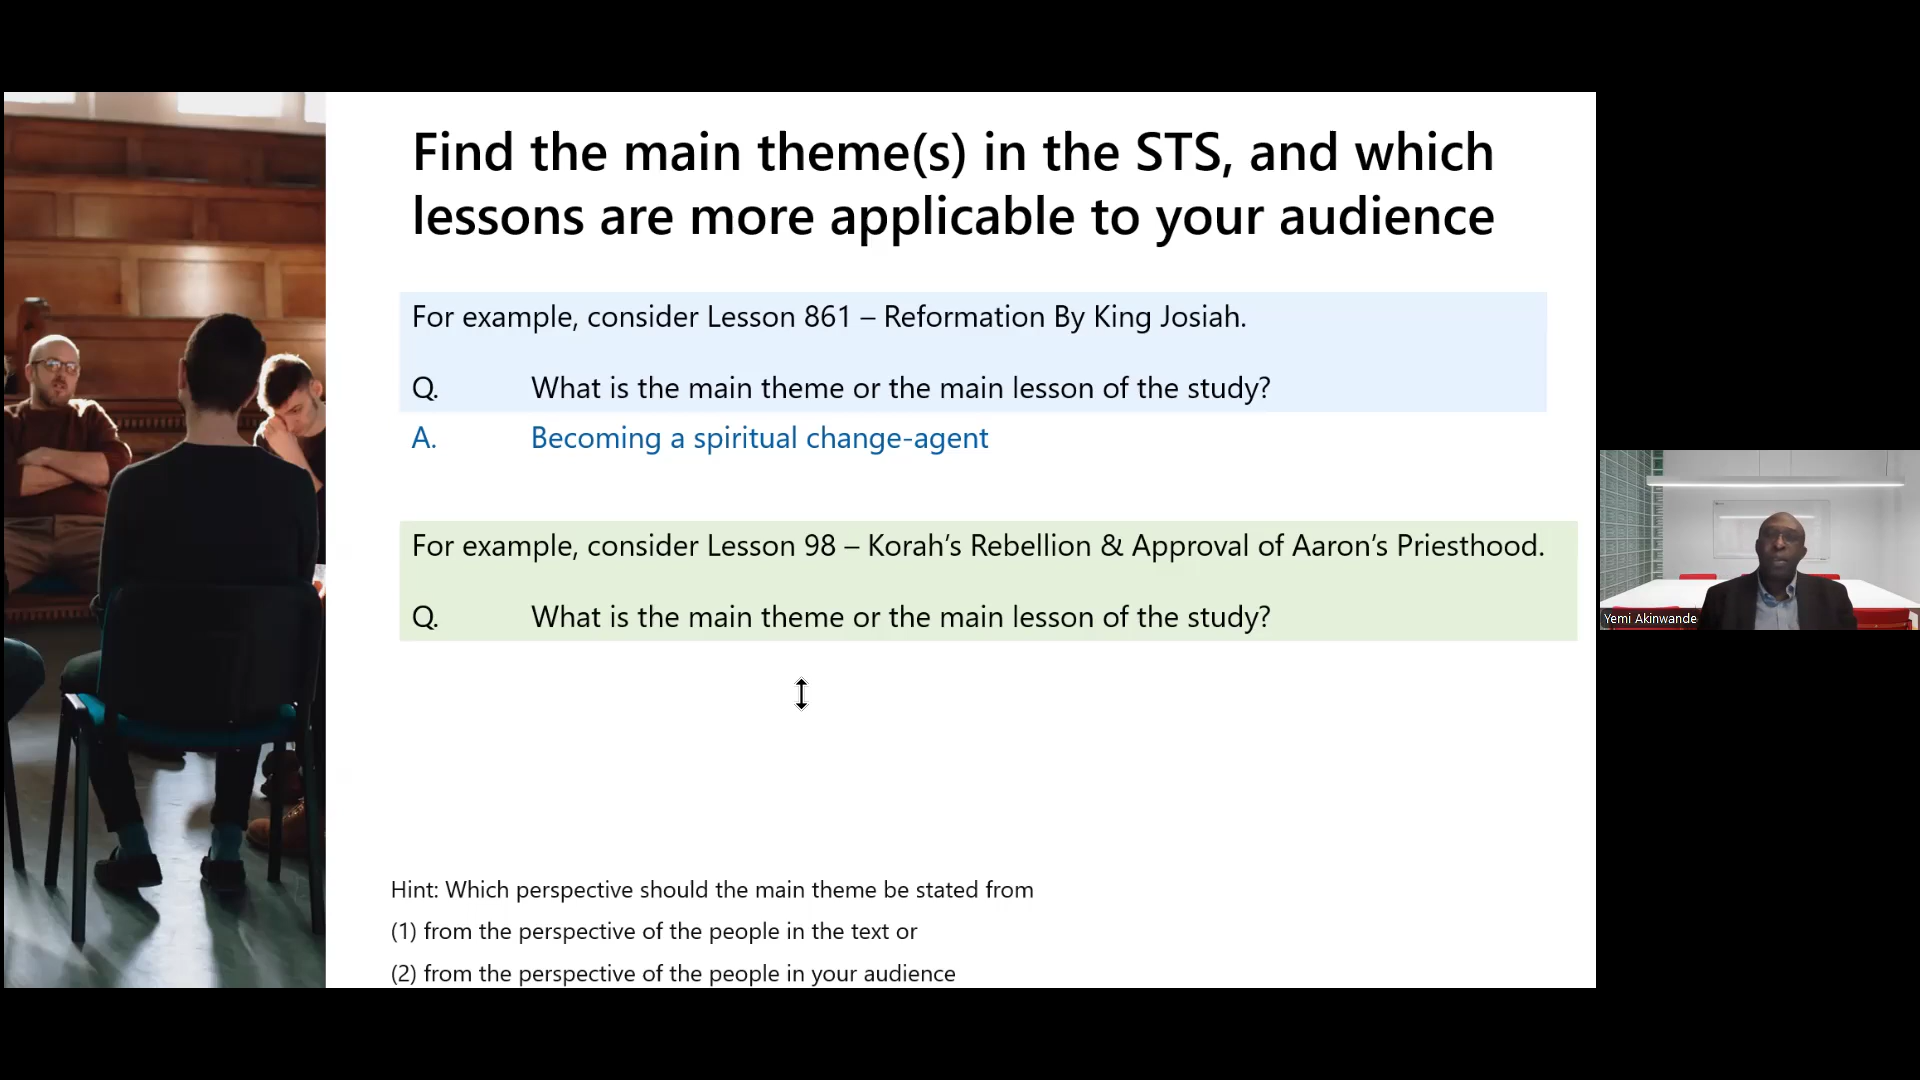 Find the main theme(s) in the STS, and which
lessons are more applicable to your audience
For example, consider Lesson 861 – Reformation By King Josiah.
Q. What is the main theme or the main lesson of the study?
A. Becoming a spiritual change-agent
For example, consider Lesson 98 – Korah’s Rebellion & Approval of Aaron’s Priesthood.
Q. What is the main theme or the main lesson of the study?
Hint: Which perspective should the main theme be stated from
(1) from the perspective of the people in the text or
(2) from the perspective of the people in your audience
Yemi Akinwande